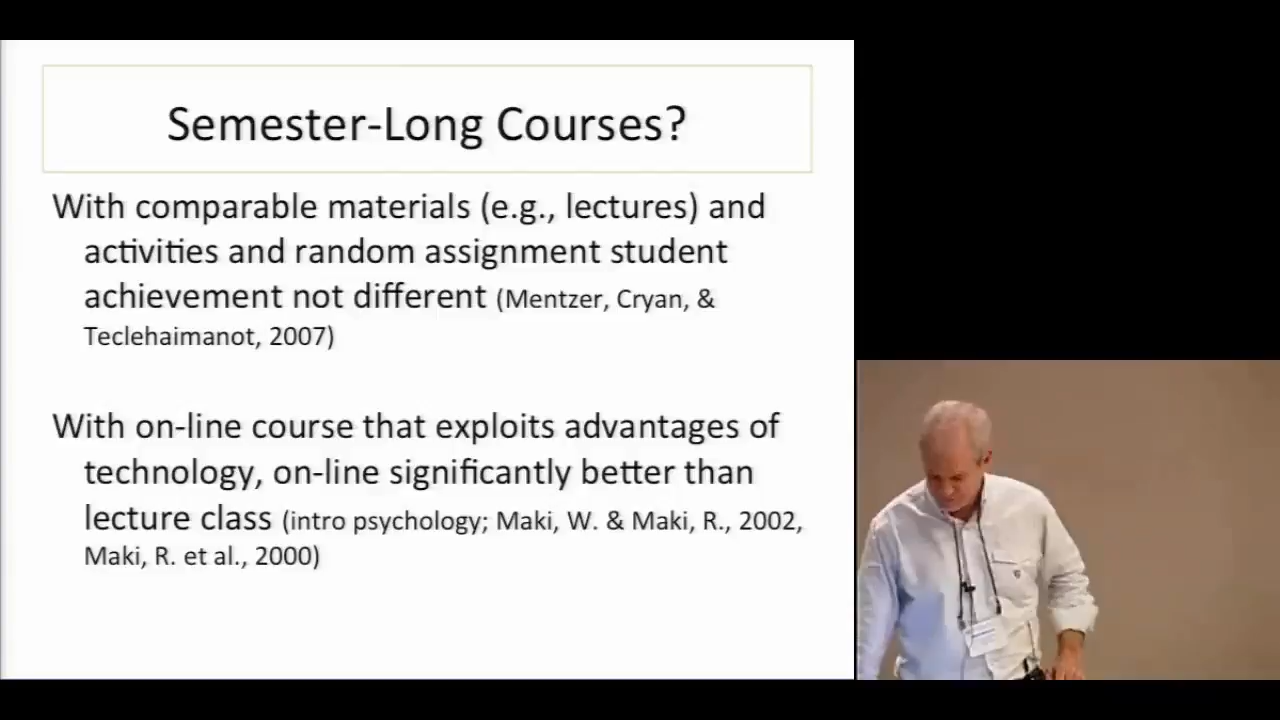 Semester-Long Courses?
With comparable materials (e.g., lectures) and
activities and random assignment student
achievement not different (Mentzer, Cryan, &
Teclehaimanot, 2007)
With on-line course that exploits advantages of
technology, on-line significantly better than
lecture class (intro psychology; Maki, W. & Maki, R., 2002,
Maki, R. et al., 2000)